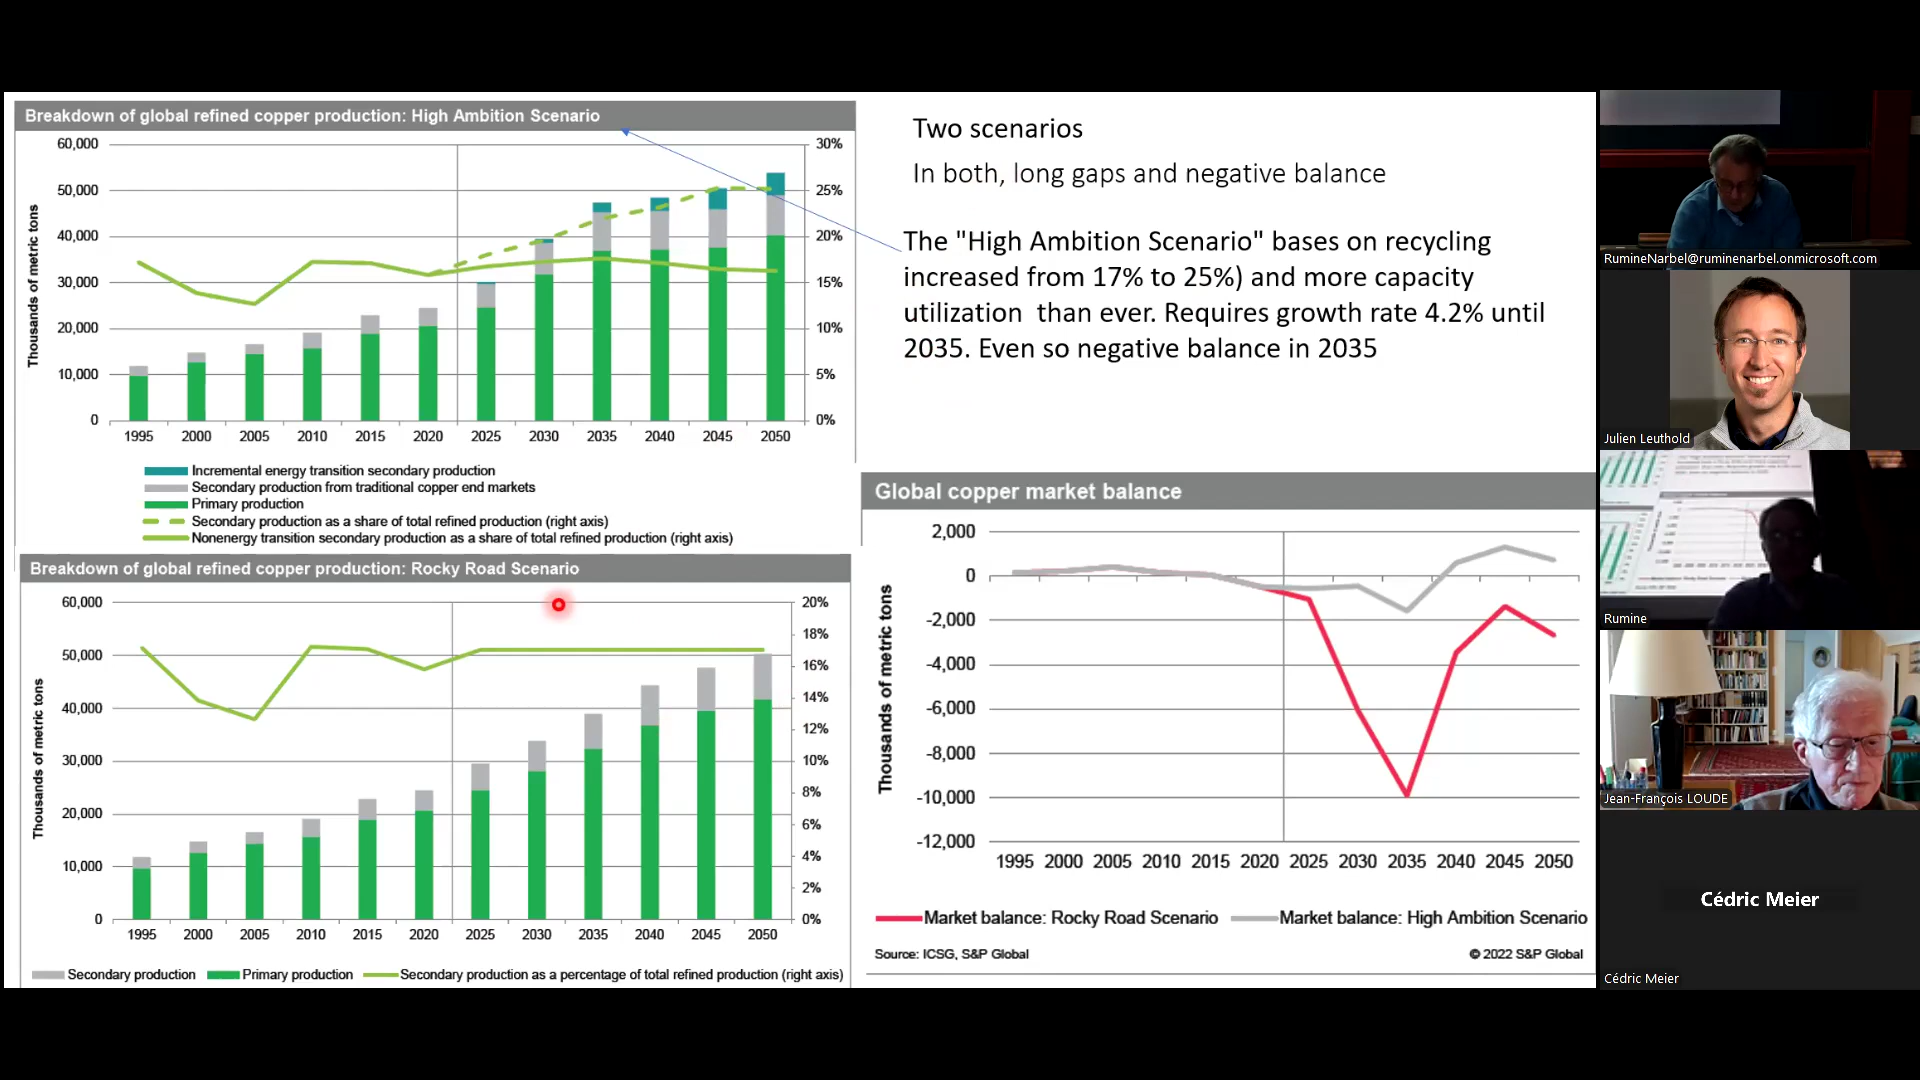 Breakdown of global refined copper production: High Ambition Scenario
Thousands of metric tons
60,000
50,000
40,000
30,000
20,000
10,000
0
30%
25%
20%
15%
10%
5%
0%
1995 2000 2005 2010 2015 2020 2025 2030 2035 2040 2045 2050
Incremental energy transition secondary production
Secondary production from traditional copper end markets
Primary production
Secondary production as a share of total refined production (right axis)
Nonenergy transition secondary production as a share of total refined production (right axis)
Breakdown of global refined copper production: Rocky Road Scenario
Thousands of metric tons
60,000
50,000
40,000
30,000
20,000
10,000
0
20%
18%
16%
14%
12%
10%
8%
6%
4%
2%
0%
1995 2000 2005 2010 2015 2020 2025 2030 2035 2040 2045 2050
Secondary production Primary production Secondary production as a percentage of total refined production (right axis)
Two scenarios
In both, long gaps and negative balance
The "High Ambition Scenario" bases on recycling
increased from 17% to 25%) and more capacity
utilization than ever. Requires growth rate 4.2% until
2035. Even so negative balance in 2035
Global copper market balance
Thousands of metric tons
2,000
0
-2,000
-4,000
-6,000
-8,000
-10,000
-12,000
1995 2000 2005 2010 2015 2020 2025 2030 2035 2040 2045 2050
Market balance: Rocky Road Scenario Market balance: High Ambition Scenario
Source: ICSG, S&P Global
© 2022 S&P Global
RumineNarbel@ruminenarbel.onmicrosoft.com
Julien Leuthold
Rumine
Jean-François LOUDE
Cédric Meier
Cédric Meier